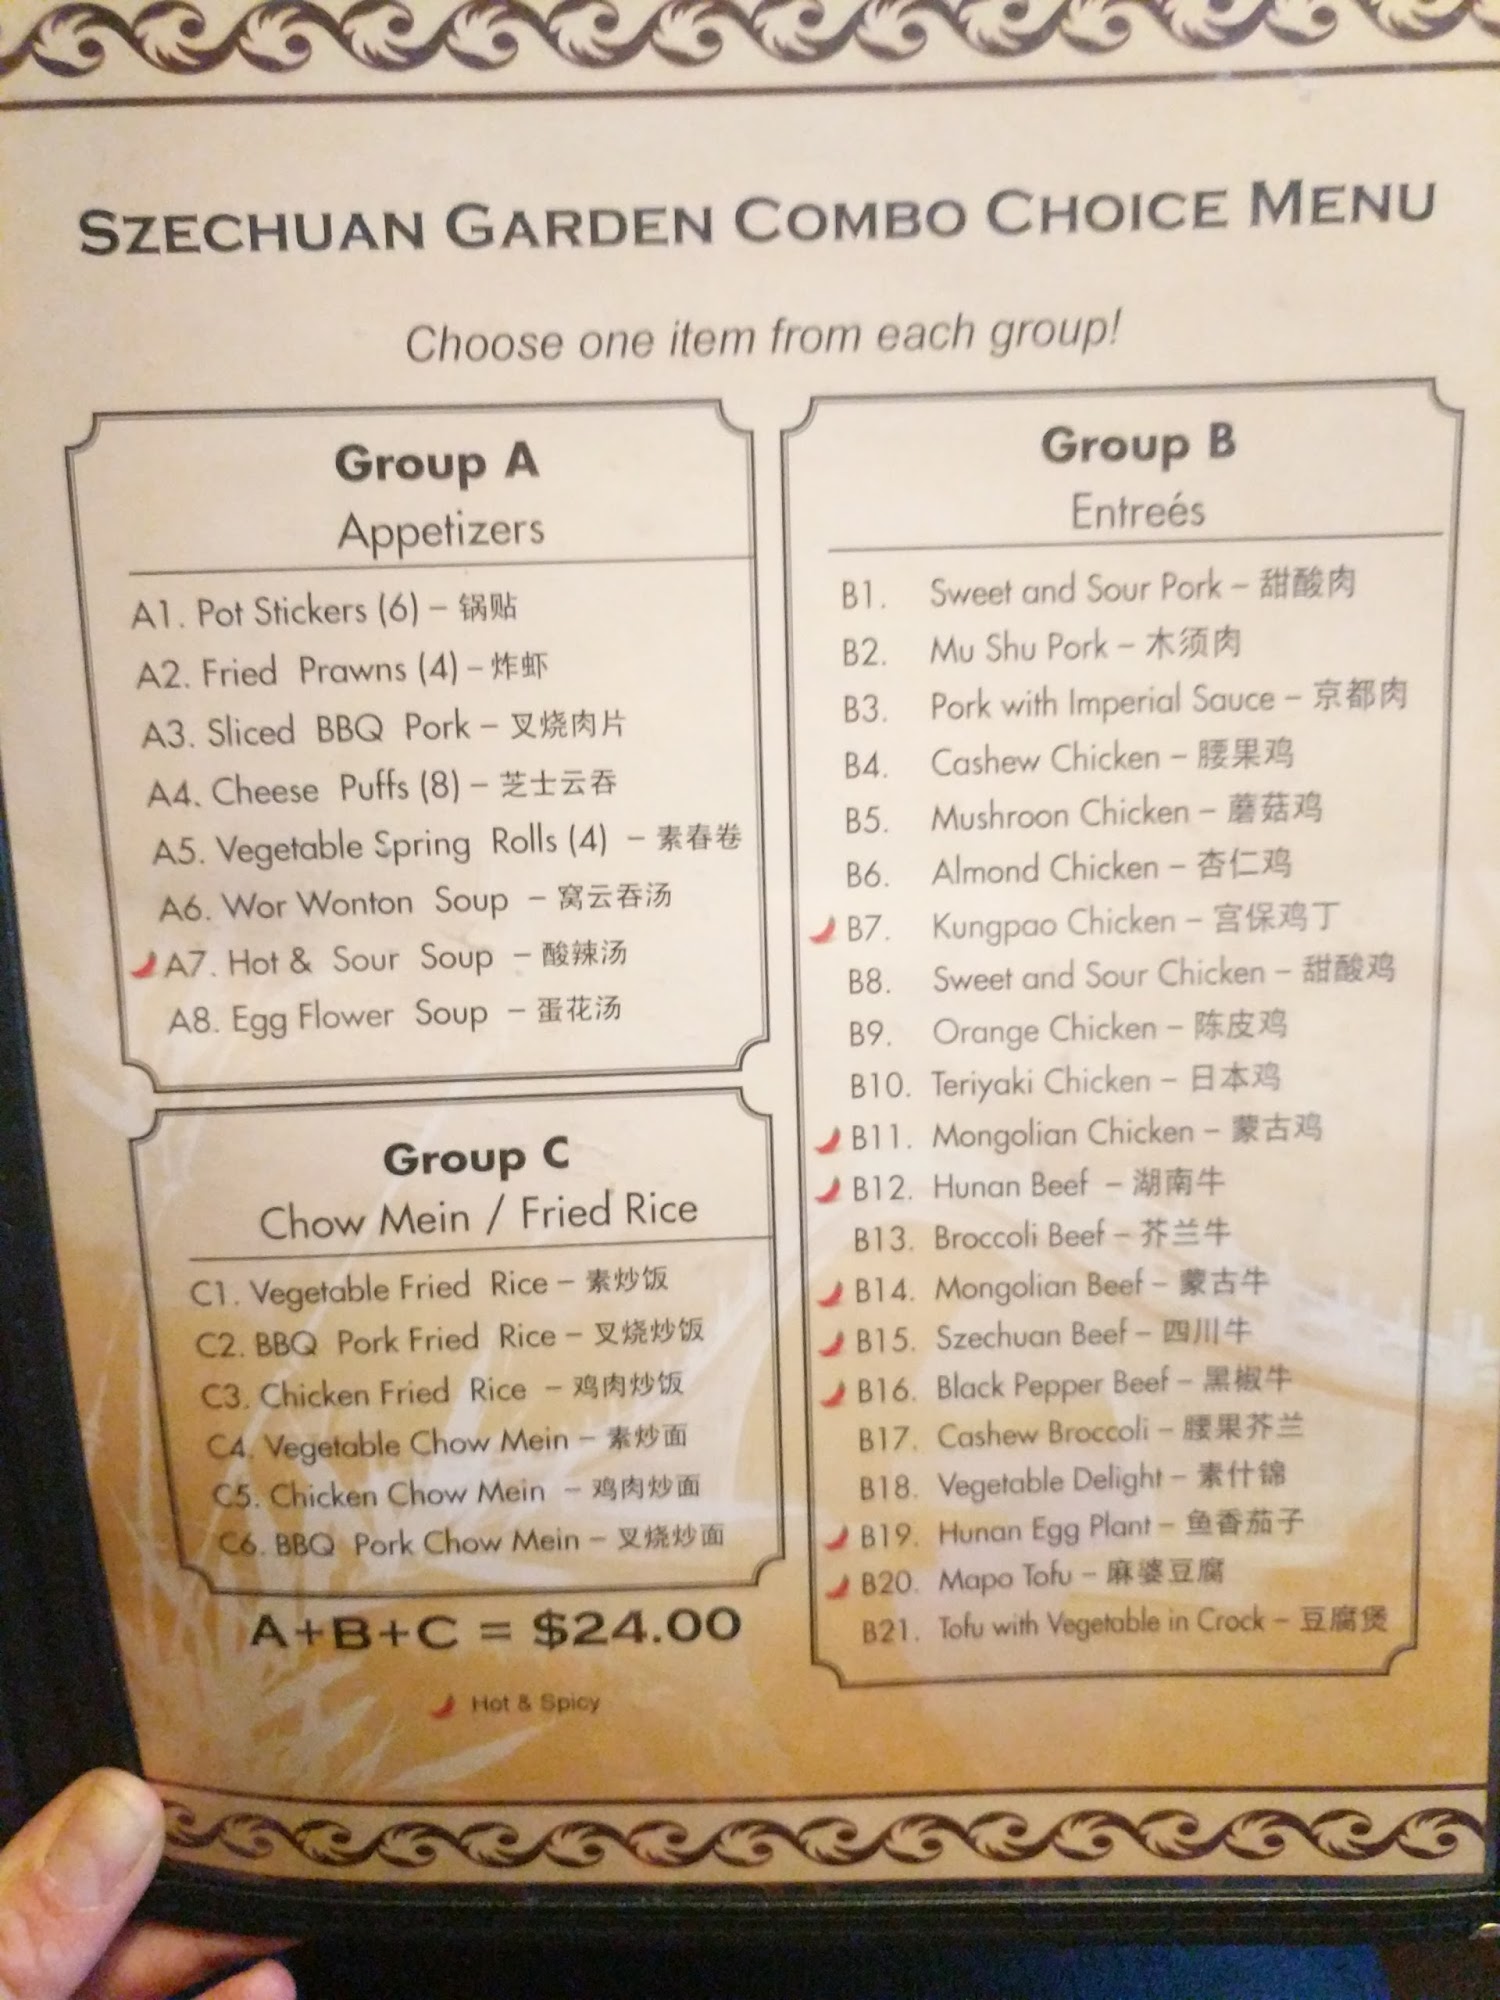 SZECHUAN GARDEN COMBO CHOICE MENU
Choose one item from each group!
Group A
Appetizers
A1. Pot Stickers (6) – 锅贴
A2. Fried Prawns (4) – 炸虾
A3. Sliced BBQ Pork – 叉烧肉片
A4. Cheese Puffs (8) – 芝士云吞
A5. Vegetable Spring Rolls (4) – 素春卷
A6. Wor Wonton Soup – 窝云吞汤
A7. Hot & Sour Soup – 酸辣汤
A8. Egg Flower Soup – 蛋花汤
Group C
Chow Mein / Fried Rice
C1. Vegetable Fried Rice – 素炒饭
C2. BBQ Pork Fried Rice – 叉烧炒饭
C3. Chicken Fried Rice – 鸡肉炒饭
C4. Vegetable Chow Mein – 素炒面
C5. Chicken Chow Mein – 鸡肉炒面
C6. BBQ Pork Chow Mein – 叉烧炒面
A+B+C = $24.00
Hot & Spicy
Group B
Entreés
B1. Sweet and Sour Pork – 甜酸肉
B2. Mu Shu Pork – 木须肉
B3. Pork with Imperial Sauce – 京都肉
B4. Cashew Chicken – 腰果鸡
B5. Mushroon Chicken – 蘑菇鸡
B6. Almond Chicken – 杏仁鸡
B7. Kungpao Chicken – 宫保鸡丁
B8. Sweet and Sour Chicken – 甜酸鸡
B9. Orange Chicken – 陈皮鸡
B10. Teriyaki Chicken – 日本鸡
B11. Mongolian Chicken – 蒙古鸡
B12. Hunan Beef – 湖南牛
B13. Broccoli Beef – 芥兰牛
B14. Mongolian Beef – 蒙古牛
B15. Szechuan Beef – 四川牛
B16. Black Pepper Beef – 黑椒牛
B17. Cashew Broccoli – 腰果芥兰
B18. Vegetable Delight – 素什锦
B19. Hunan Egg Plant – 鱼香茄子
B20. Mapo Tofu – 麻婆豆腐
B21. Tofu with Vegetable in Crock – 豆腐煲